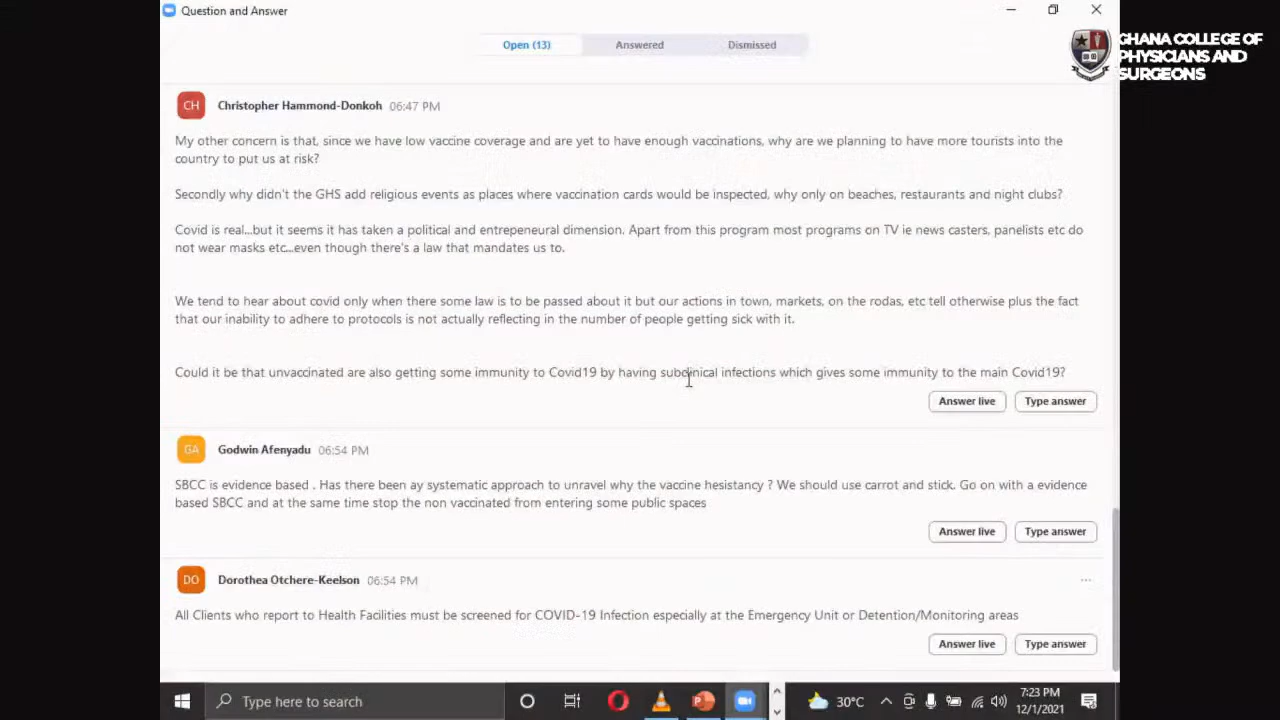 Question and Answer
Open (13)
Answered
Dismissed
GHANA COLLEGE OF
PHYSICIANS AND
SURGEONS
CH
Christopher Hammond-Donkoh 06:47 PM
My other concern is that, since we have low vaccine coverage and are yet to have enough vaccinations, why are we planning to have more tourists into the
country to put us at risk?
Secondly why didn't the GHS add religious events as places where vaccination cards would be inspected, why only on beaches, restaurants and night clubs?
Covid is real...but it seems it has taken a political and entrepeneural dimension. Apart from this program most programs on TV ie news casters, panelists etc do
not wear masks etc...even though there's a law that mandates us to.
We tend to hear about covid only when there some law is to be passed about it but our actions in town, markets, on the rodas, etc tell otherwise plus the fact
that our inability to adhere to protocols is not actually reflecting in the number of people getting sick with it.
Could it be that unvaccinated are also getting some immunity to Covid19 by having subclinical infections which gives some immunity to the main Covid19?
Answer live
Type answer
GA
Godwin Afenyadu 06:54 PM
SBCC is evidence based . Has there been ay systematic approach to unravel why the vaccine hesistancy ? We should use carrot and stick. Go on with a evidence
based SBCC and at the same time stop the non vaccinated from entering some public spaces
Answer live
Type answer
DO
Dorothea Otchere-Keelson 06:54 PM
...
All Clients who report to Health Facilities must be screened for COVID-19 Infection especially at the Emergency Unit or Detention/Monitoring areas
Answer live
Type answer
Type here to search
30°C
7:23 PM
12/1/2021